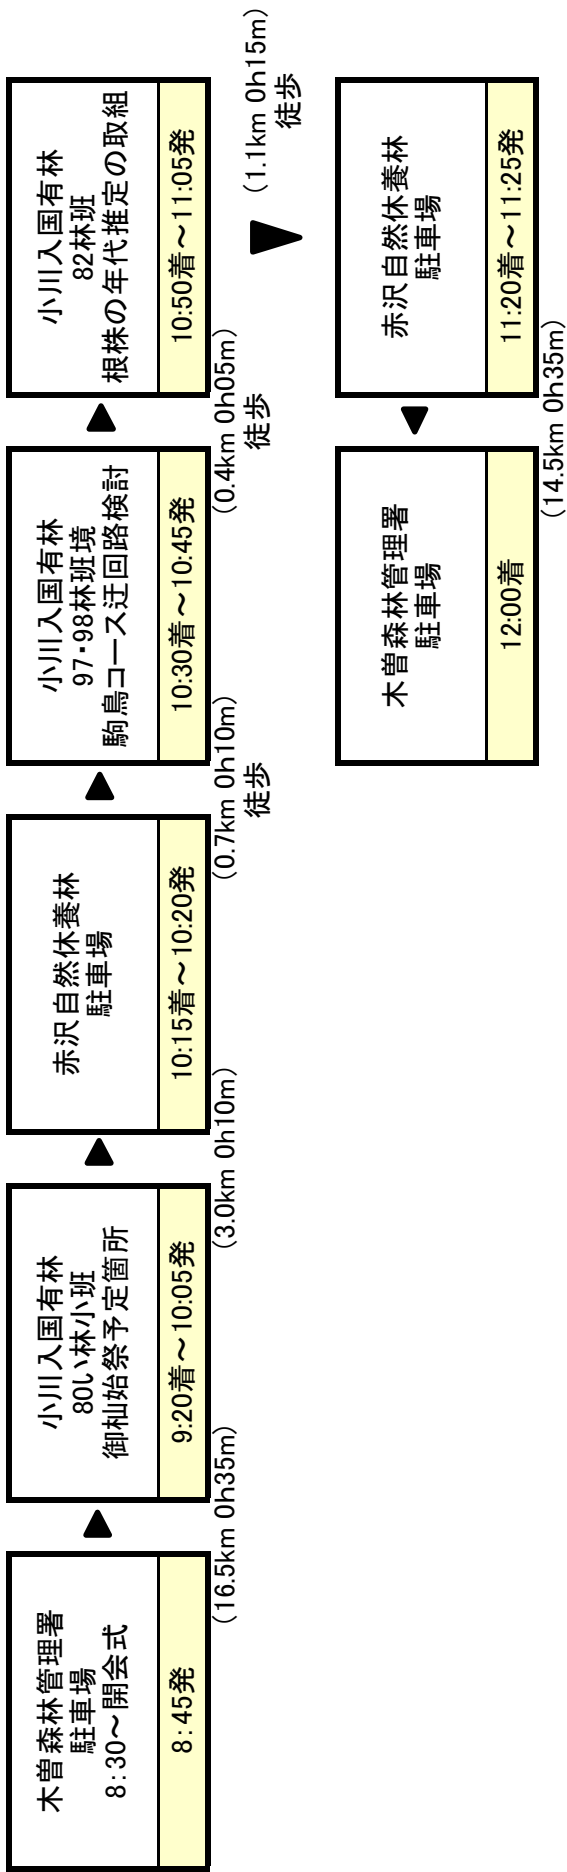 木曽森林管理署
駐車場
8:30～開会式
8:45発
(16.5km 0h35m)
小川入国有林
80い林小班
御杣始祭予定箇所
9:20着～10:05発
(3.0km 0h10m)
赤沢自然休養林
駐車場
10:15着～10:20発
(0.7km 0h10m)
徒歩
小川入国有林
97・98林班境
駒鳥コース迂回路検討
10:30着～10:45発
(0.4km 0h05m)
徒歩
小川入国有林
82林班
根株の年代推定の取組
10:50着～11:05発
(1.1km 0h15m)
徒歩
赤沢自然休養林
駐車場
11:20着～11:25発
(14.5km 0h35m)
木曽森林管理署
駐車場
12:00着